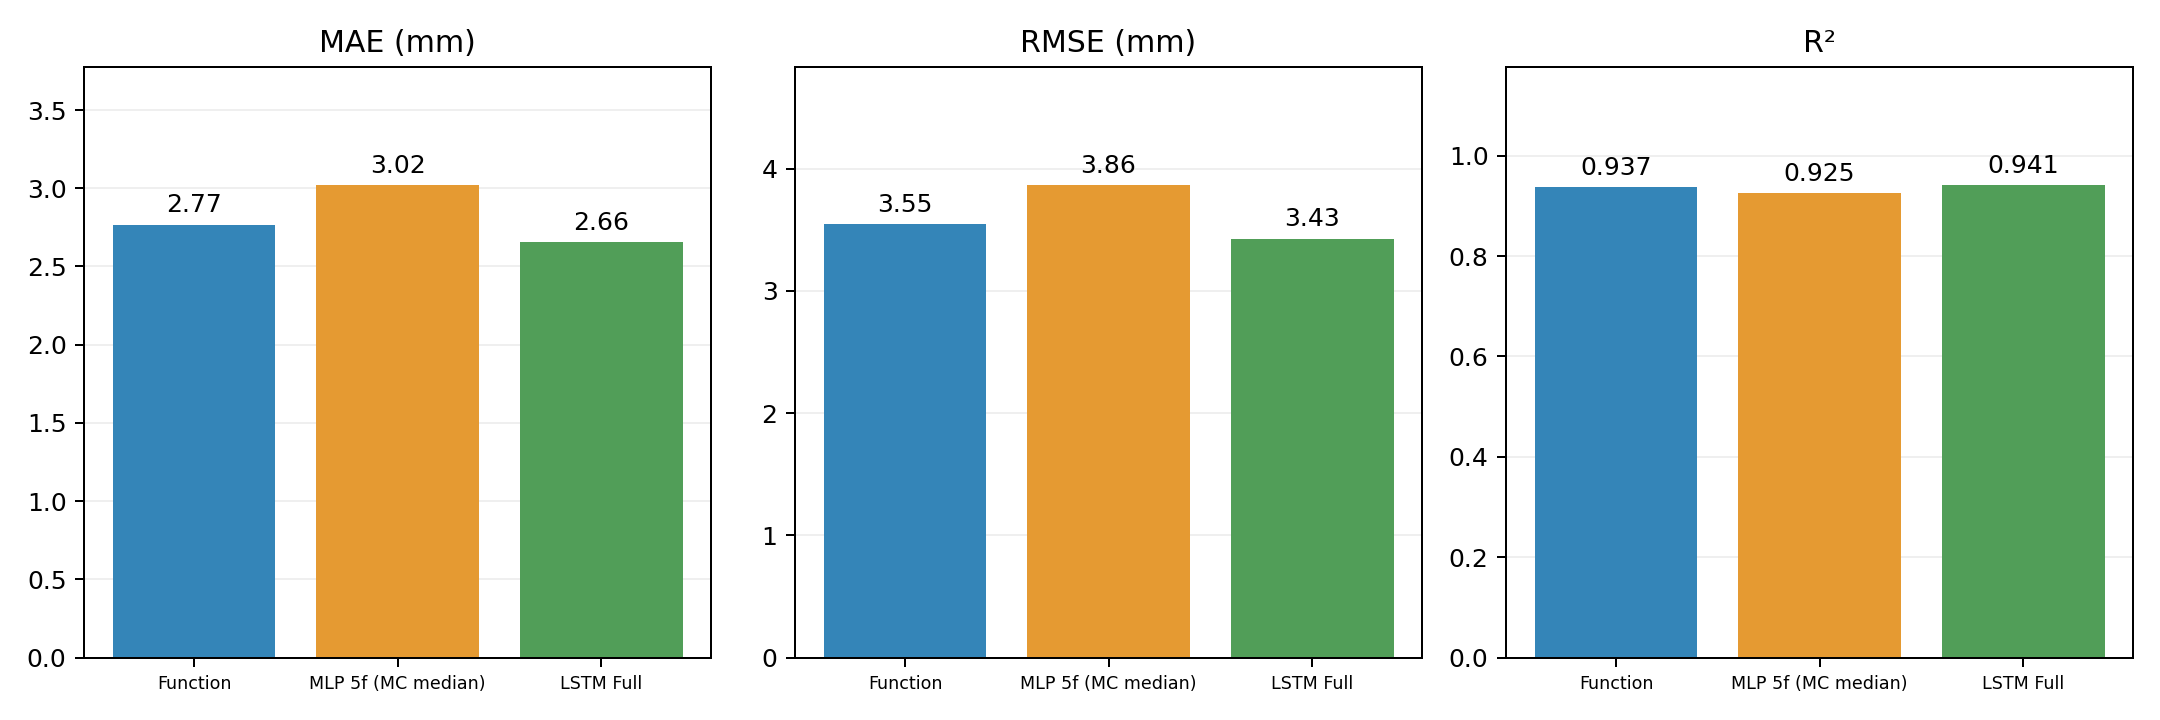 MAE (mm)
3.5
3.0
2.5
2.0
1.5
1.0
0.5
0.0
2.77
3.02
2.66
Function
MLP 5f (MC median)
LSTM Full
RMSE (mm)
4
3
2
1
0
3.55
3.86
3.43
Function
MLP 5f (MC median)
LSTM Full
R²
1.0
0.8
0.6
0.4
0.2
0.0
0.937
0.925
0.941
Function
MLP 5f (MC median)
LSTM Full